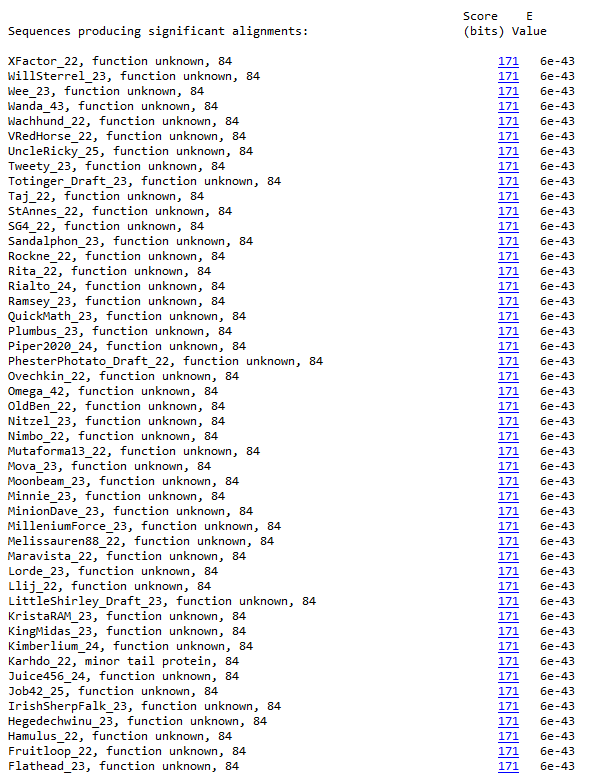 Score E
Sequences producing significant alignments: (bits) Value
XFactor_22, function unknown, 84 171 6e-43
WillSterrel_23, function unknown, 84 171 6e-43
Wee_23, function unknown, 84 171 6e-43
Wanda_43, function unknown, 84 171 6e-43
Wachhund_22, function unknown, 84 171 6e-43
VRedHorse_22, function unknown, 84 171 6e-43
UncleRicky_25, function unknown, 84 171 6e-43
Tweety_23, function unknown, 84 171 6e-43
Totinger_Draft_23, function unknown, 84 171 6e-43
Taj_22, function unknown, 84 171 6e-43
StAnnes_22, function unknown, 84 171 6e-43
SG4_22, function unknown, 84 171 6e-43
Sandalphon_23, function unknown, 84 171 6e-43
Rockne_22, function unknown, 84 171 6e-43
Rita_22, function unknown, 84 171 6e-43
Rialto_24, function unknown, 84 171 6e-43
Ramsey_23, function unknown, 84 171 6e-43
QuickMath_23, function unknown, 84 171 6e-43
Plumbus_23, function unknown, 84 171 6e-43
Piper2020_24, function unknown, 84 171 6e-43
PhesterPhotato_Draft_22, function unknown, 84 171 6e-43
Ovechkin_22, function unknown, 84 171 6e-43
Omega_42, function unknown, 84 171 6e-43
OldBen_22, function unknown, 84 171 6e-43
Nitzel_23, function unknown, 84 171 6e-43
Nimbo_22, function unknown, 84 171 6e-43
Mutaforma13_22, function unknown, 84 171 6e-43
Mova_23, function unknown, 84 171 6e-43
Moonbeam_23, function unknown, 84 171 6e-43
Minnie_23, function unknown, 84 171 6e-43
MinionDave_23, function unknown, 84 171 6e-43
MilleniumForce_23, function unknown, 84 171 6e-43
Melissauren88_22, function unknown, 84 171 6e-43
Maravista_22, function unknown, 84 171 6e-43
Lorde_23, function unknown, 84 171 6e-43
Llij_22, function unknown, 84 171 6e-43
LittleShirley_Draft_23, function unknown, 84 171 6e-43
KristaRAM_23, function unknown, 84 171 6e-43
KingMidas_23, function unknown, 84 171 6e-43
Kimberlium_24, function unknown, 84 171 6e-43
Karhdo_22, minor tail protein, 84 171 6e-43
Juice456_24, function unknown, 84 171 6e-43
Job42_25, function unknown, 84 171 6e-43
IrishSherpFalk_23, function unknown, 84 171 6e-43
Hegedechwinu_23, function unknown, 84 171 6e-43
Hamulus_22, function unknown, 84 171 6e-43
Fruitloop_22, function unknown, 84 171 6e-43
Flathead_23, function unknown, 84 171 6e-43